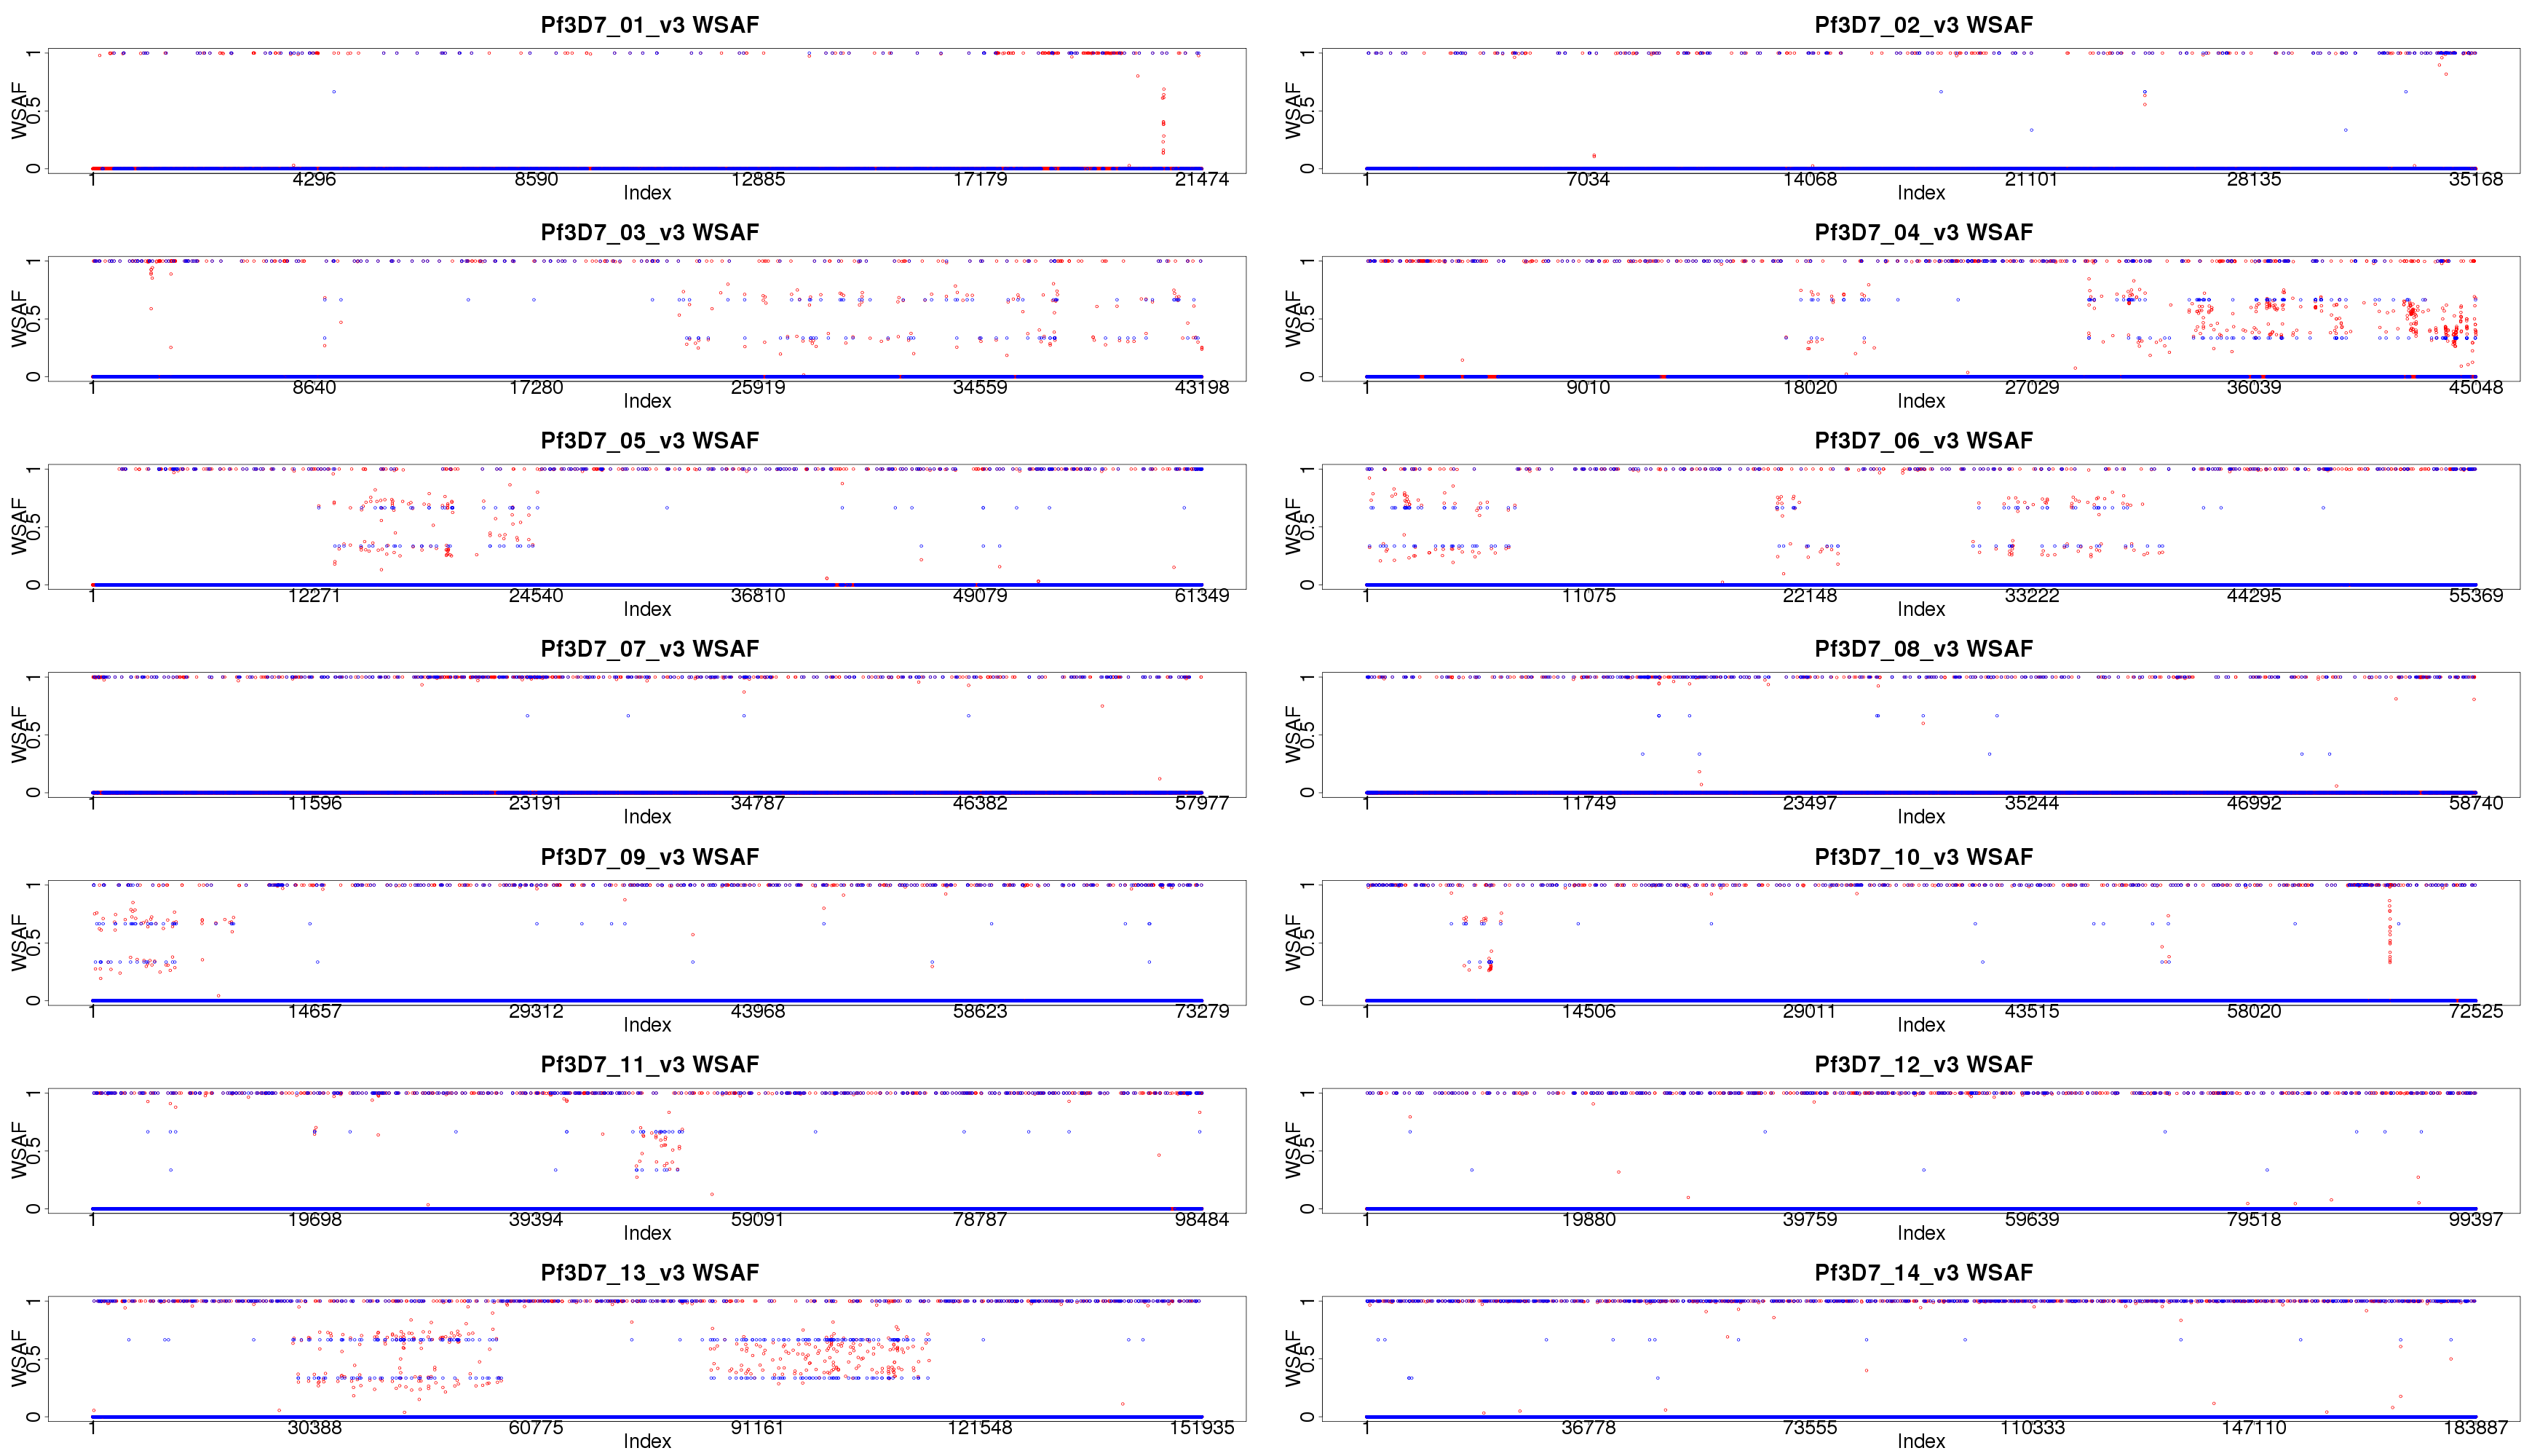 Pf3D7_01_v3 WSAF
WSAF
0 0.5 1
1 4296 8590 12885 17179 21474
Index
Pf3D7_02_v3 WSAF
WSAF
0 0.5 1
1 7034 14068 21101 28135 35168
Index
Pf3D7_03_v3 WSAF
WSAF
0 0.5 1
1 8640 17280 25919 34559 43198
Index
Pf3D7_04_v3 WSAF
WSAF
0 0.5 1
1 9010 18020 27029 36039 45048
Index
Pf3D7_05_v3 WSAF
WSAF
0 0.5 1
1 12271 24540 36810 49079 61349
Index
Pf3D7_06_v3 WSAF
WSAF
0 0.5 1
1 11075 22148 33222 44295 55369
Index
Pf3D7_07_v3 WSAF
WSAF
0 0.5 1
1 11596 23191 34787 46382 57977
Index
Pf3D7_08_v3 WSAF
WSAF
0 0.5 1
1 11749 23497 35244 46992 58740
Index
Pf3D7_09_v3 WSAF
WSAF
0 0.5 1
1 14657 29312 43968 58623 73279
Index
Pf3D7_10_v3 WSAF
WSAF
0 0.5 1
1 14506 29011 43515 58020 72525
Index
Pf3D7_11_v3 WSAF
WSAF
0 0.5 1
1 19698 39394 59091 78787 98484
Index
Pf3D7_12_v3 WSAF
WSAF
0 0.5 1
1 19880 39759 59639 79518 99397
Index
Pf3D7_13_v3 WSAF
WSAF
0 0.5 1
1 30388 60775 91161 121548 151935
Index
Pf3D7_14_v3 WSAF
WSAF
0 0.5 1
1 36778 73555 110333 147110 183887
Index